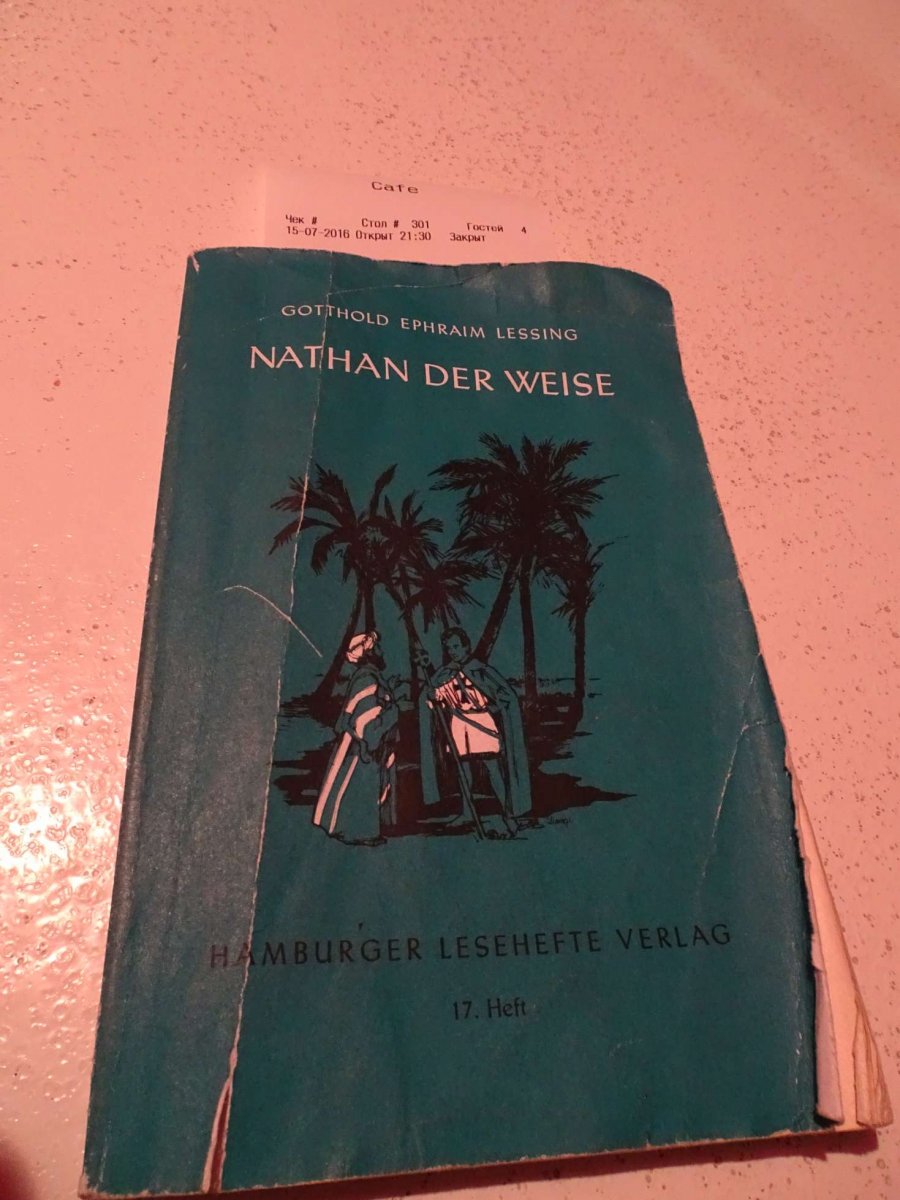 Cafe
Чек # Стол # 301 Гостей 4
15-07-2016 Открыт 21:30 Закрыт
GOTTHOLD EPHRAIM LESSING
NATHAN DER WEISE
HAMBURGER LESEHEFTE VERLAG
17. Heft